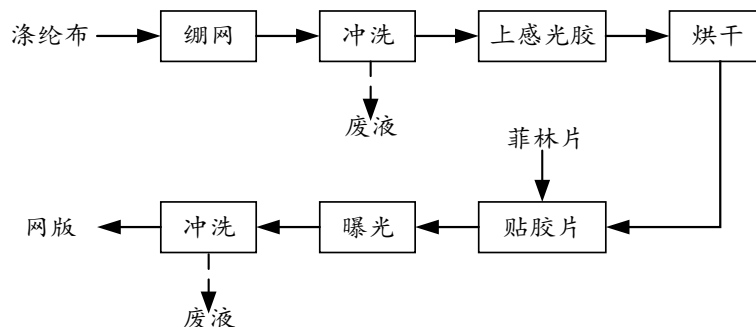 涤纶布 绷网 冲洗 上感光胶 烘干
废液
菲林片
网版 冲洗 曝光 贴胶片
废液